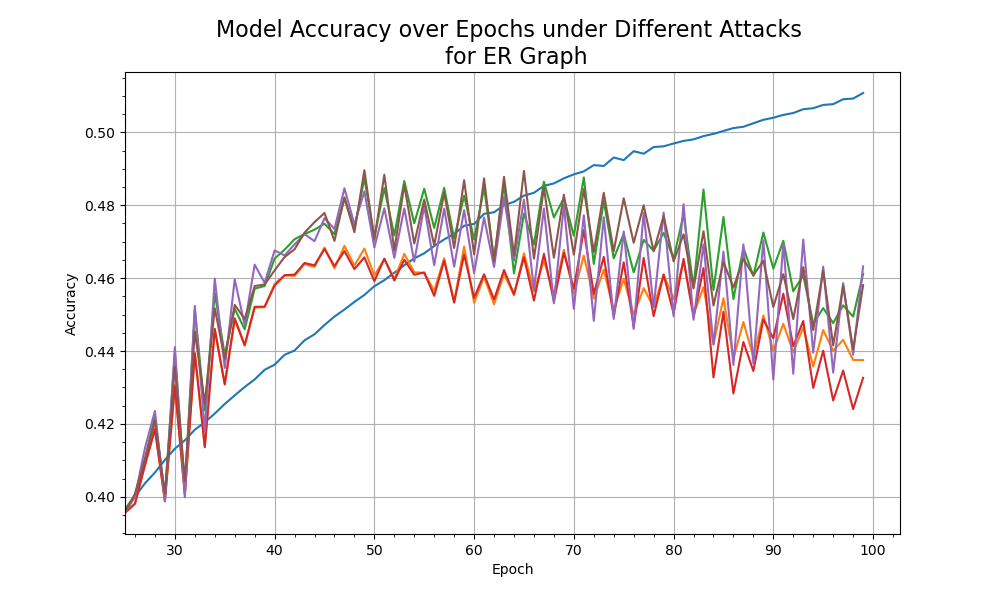 Model Accuracy over Epochs under Different Attacks
for ER Graph
Accuracy
0.50
0.48
0.46
0.44
0.42
0.40
30 40 50 60 70 80 90 100
Epoch